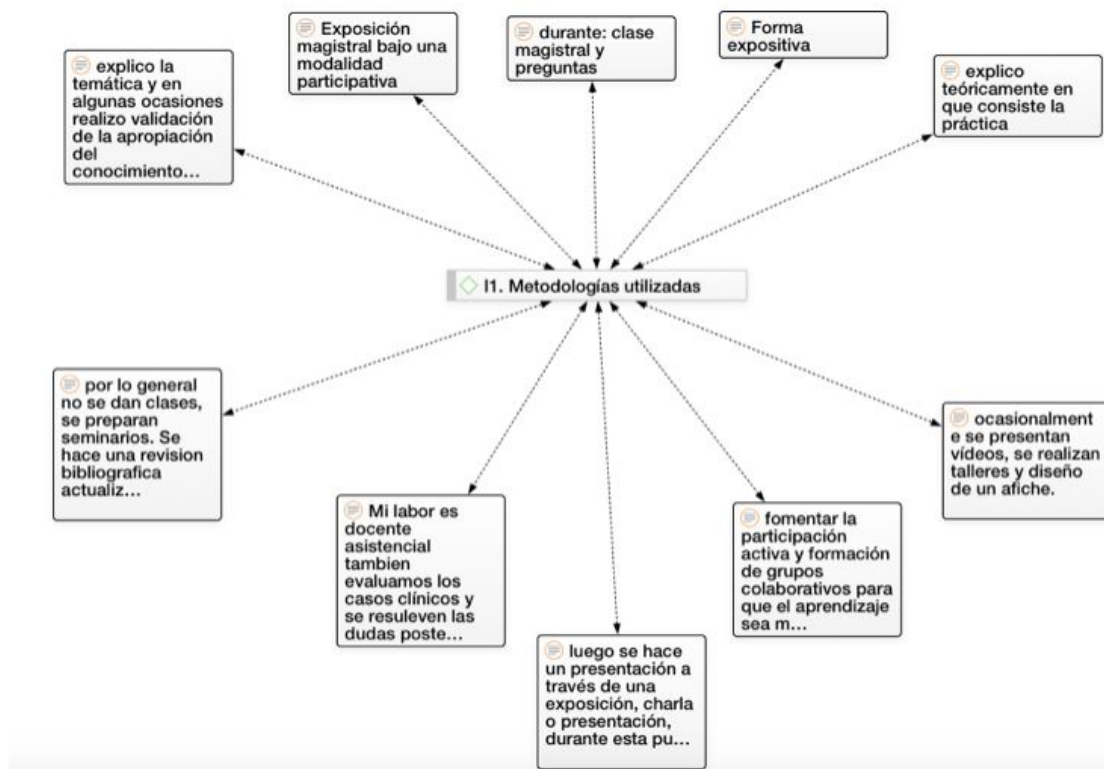 explico la
temática y en
algunas ocasiones
realizo validación
de la apropiación
del
conocimiento…
Exposición
magistral bajo una
modalidad
participativa
durante: clase
magistral y
preguntas
Forma
expositiva
explico
teóricamente en
que consiste la
práctica
I1. Metodologías utilizadas
por lo general
no se dan clases,
se preparan
seminarios. Se
hace una revision
bibliografica
actualiz…
Mi labor es
docente
asistencial
tambien
evaluamos los
casos clínicos y
se resuleven las
dudas poste…
luego se hace
un presentación a
través de una
exposición, charla
o presentación,
durante esta pu…
fomentar la
participación
activa y formación
de grupos
colaborativos para
que el aprendizaje
sea m…
ocasionalment
e se presentan
vídeos, se realizan
talleres y diseño
de un afiche.